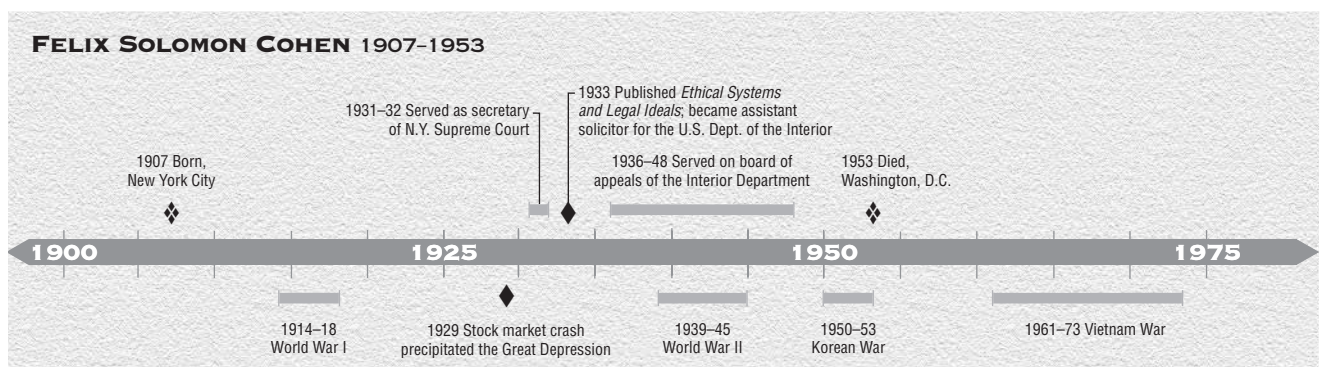 FELIX SOLOMON COHEN 1907–1953
1931–32 Served as secretary
of N.Y. Supreme Court
1933 Published Ethical Systems
and Legal Ideals; became assistant
solicitor for the U.S. Dept. of the Interior
1907 Born,
New York City
1936–48 Served on board of
appeals of the Interior Department
1953 Died,
Washington, D.C.
1900 1925 1950 1975
1914–18
World War I
1929 Stock market crash
precipitated the Great Depression
1939–45
World War II
1950–53
Korean War
1961–73 Vietnam War